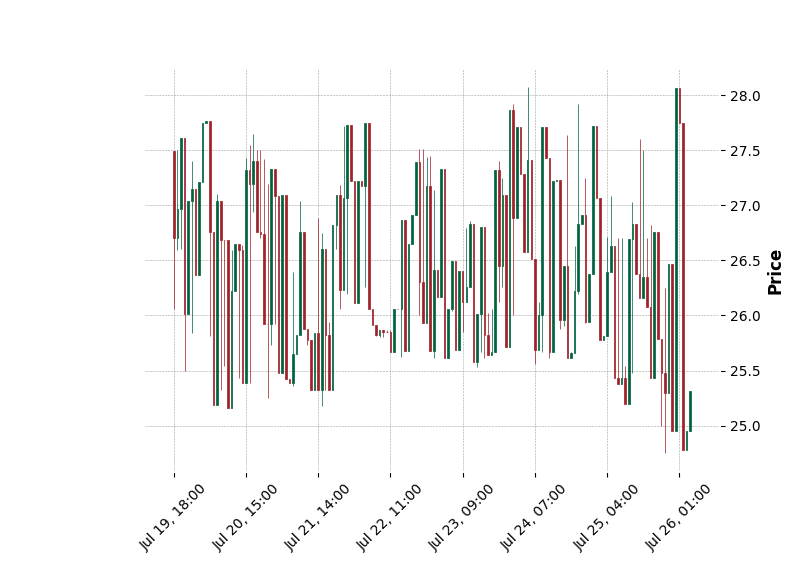 28.0
27.5
27.0
26.5
26.0
25.5
25.0
Price
Jul 19, 18:00
Jul 20, 15:00
Jul 21, 14:00
Jul 22, 11:00
Jul 23, 09:00
Jul 24, 07:00
Jul 25, 04:00
Jul 26, 01:00